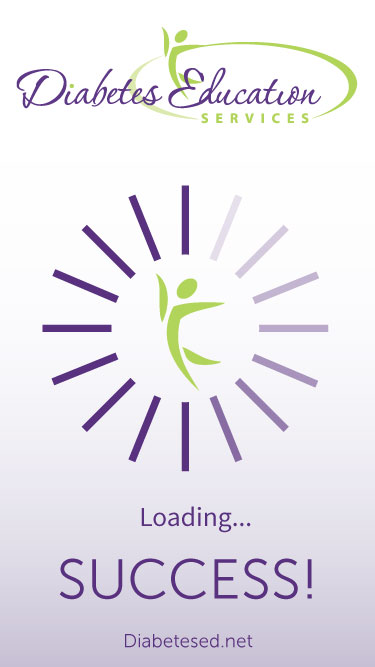 Diabetes Education
SERVICES
Loading...
SUCCESS!
Diabetesed.net